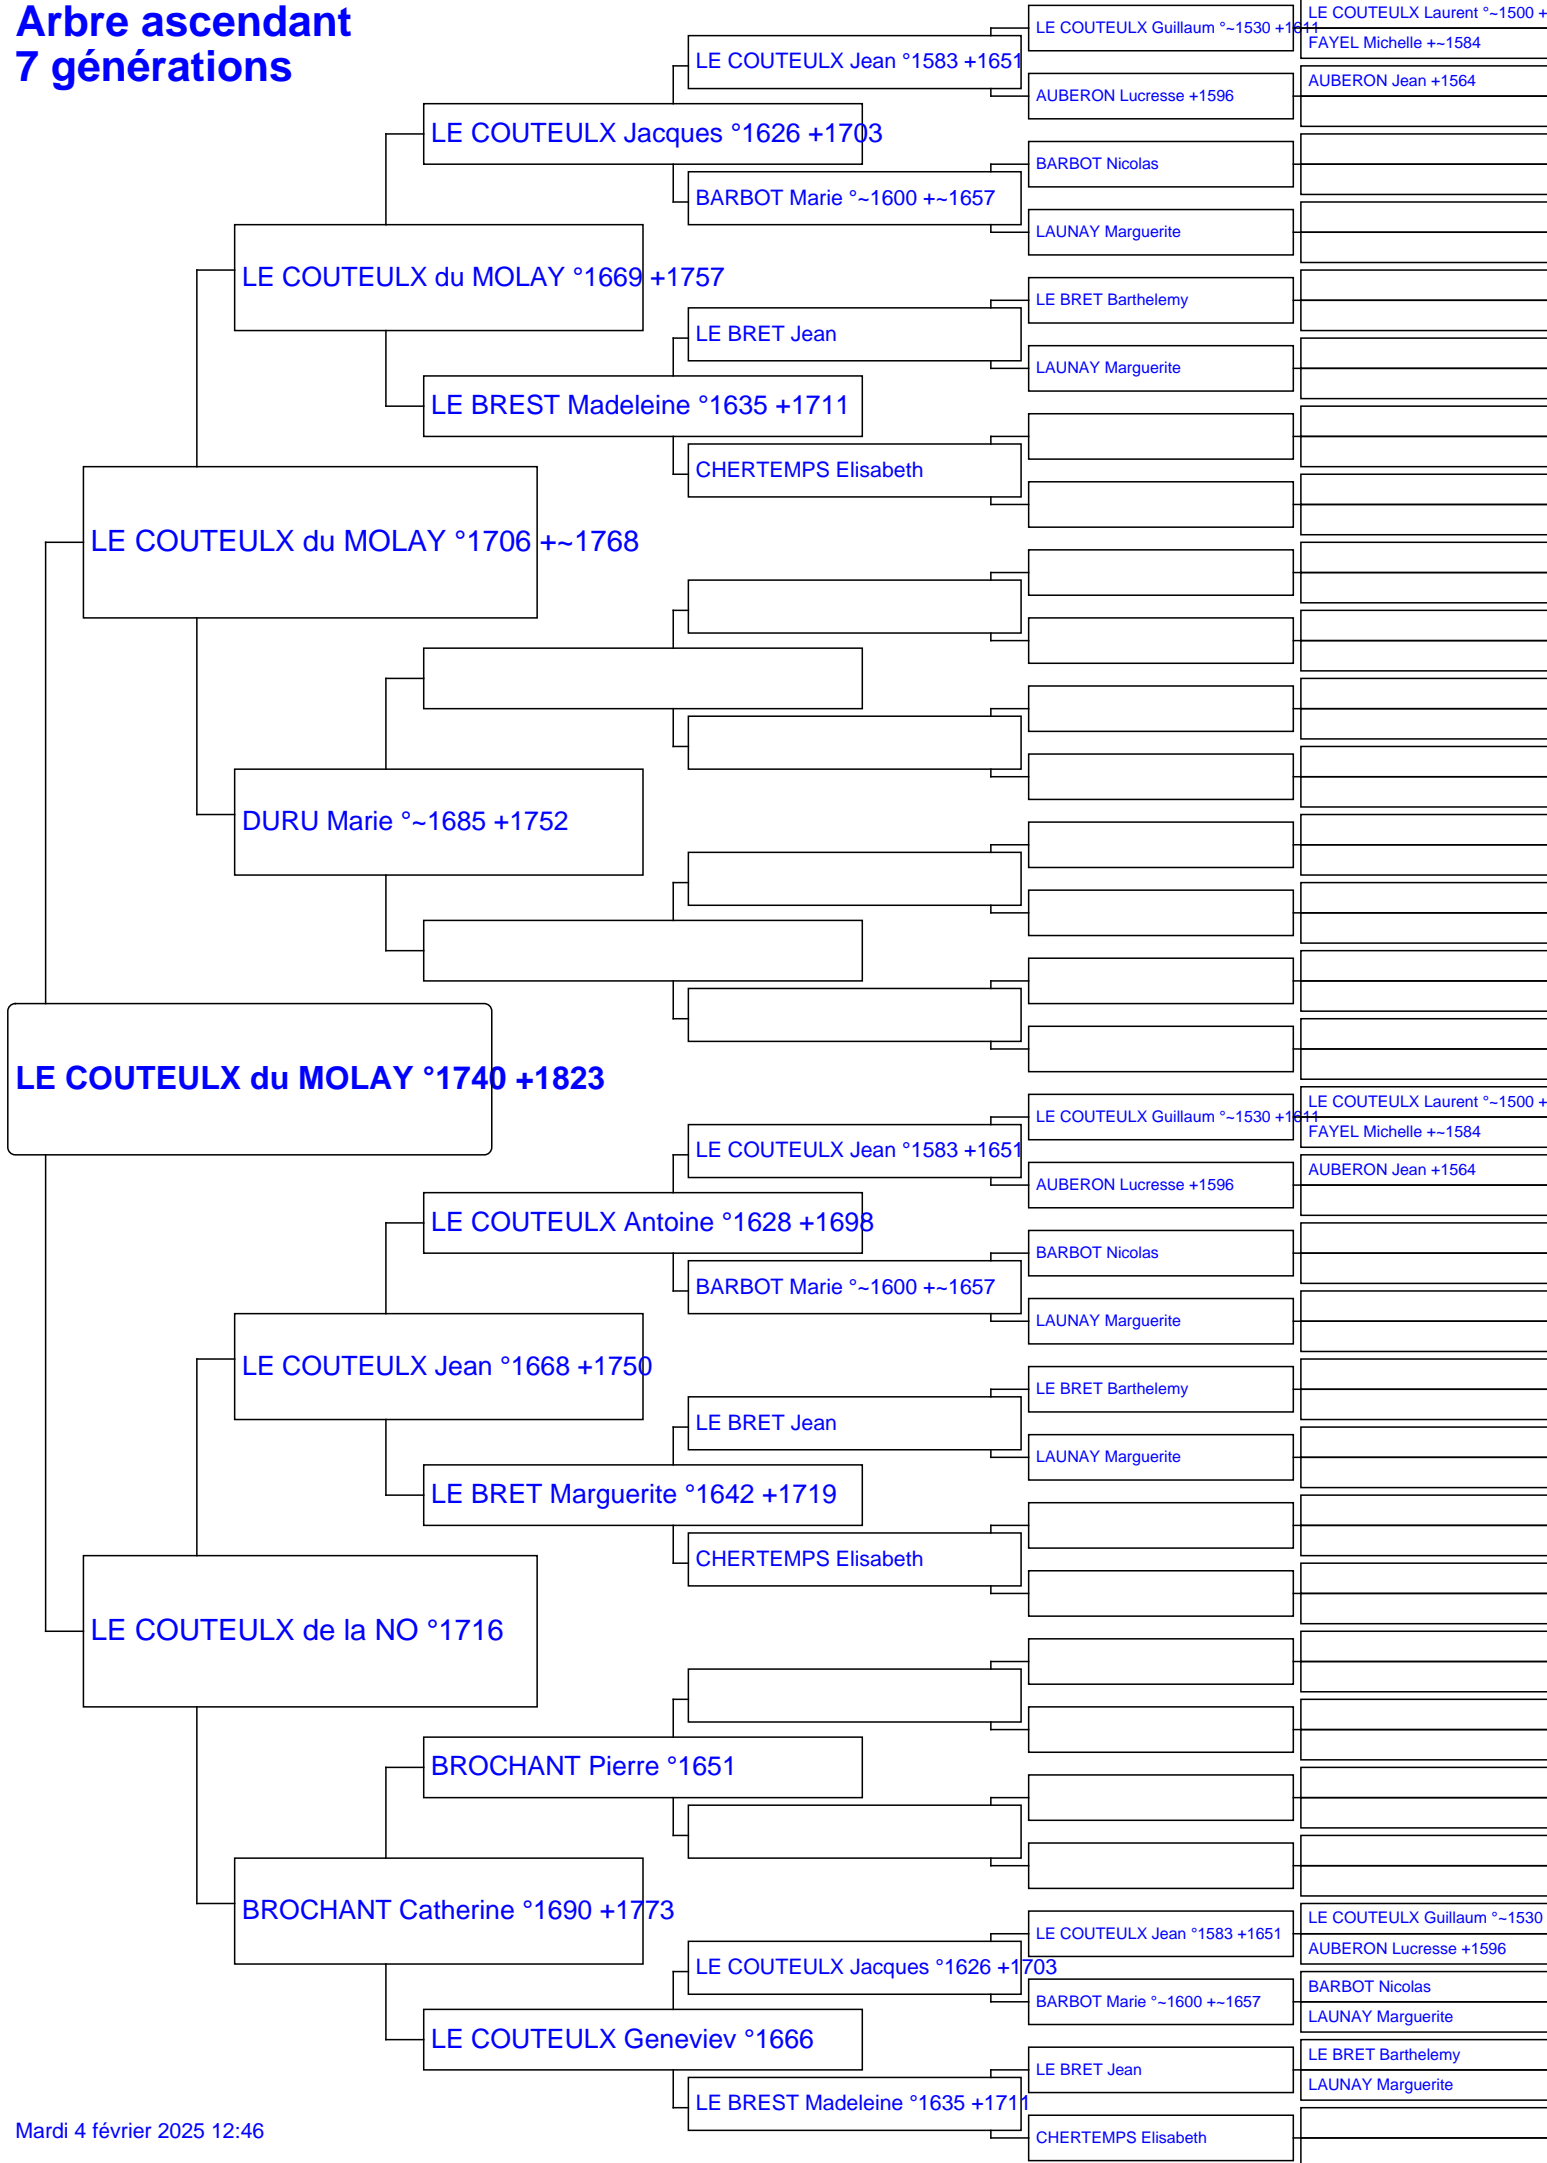 Arbre ascendant
7 générations
LE COUTEULX Guillaum °~1530 +1611
LE COUTEULX Laurent °~1500 +
FAYEL Michelle +~1584
LE COUTEULX Jean °1583 +1651
AUBERON Lucresse +1596
AUBERON Jean +1564
LE COUTEULX Jacques °1626 +1703
BARBOT Nicolas
BARBOT Marie °~1600 +~1657
LAUNAY Marguerite
LE COUTEULX du MOLAY °1669 +1757
LE BRET Barthelemy
LE BRET Jean
LAUNAY Marguerite
LE BREST Madeleine °1635 +1711
CHERTEMPS Elisabeth
LE COUTEULX du MOLAY °1706 +~1768
DURU Marie °~1685 +1752
LE COUTEULX du MOLAY °1740 +1823
LE COUTEULX Guillaum °~1530 +1611
LE COUTEULX Laurent °~1500 +
FAYEL Michelle +~1584
LE COUTEULX Jean °1583 +1651
AUBERON Lucresse +1596
AUBERON Jean +1564
LE COUTEULX Antoine °1628 +1698
BARBOT Nicolas
BARBOT Marie °~1600 +~1657
LAUNAY Marguerite
LE COUTEULX Jean °1668 +1750
LE BRET Barthelemy
LE BRET Jean
LAUNAY Marguerite
LE BRET Marguerite °1642 +1719
CHERTEMPS Elisabeth
LE COUTEULX de la NO °1716
BROCHANT Pierre °1651
BROCHANT Catherine °1690 +1773
LE COUTEULX Jean °1583 +1651
LE COUTEULX Guillaum °~1530
AUBERON Lucresse +1596
LE COUTEULX Jacques °1626 +1703
BARBOT Marie °~1600 +~1657
BARBOT Nicolas
LAUNAY Marguerite
LE COUTEULX Geneviev °1666
LE BRET Jean
LE BRET Barthelemy
LAUNAY Marguerite
LE BREST Madeleine °1635 +1711
CHERTEMPS Elisabeth
Mardi 4 février 2025 12:46